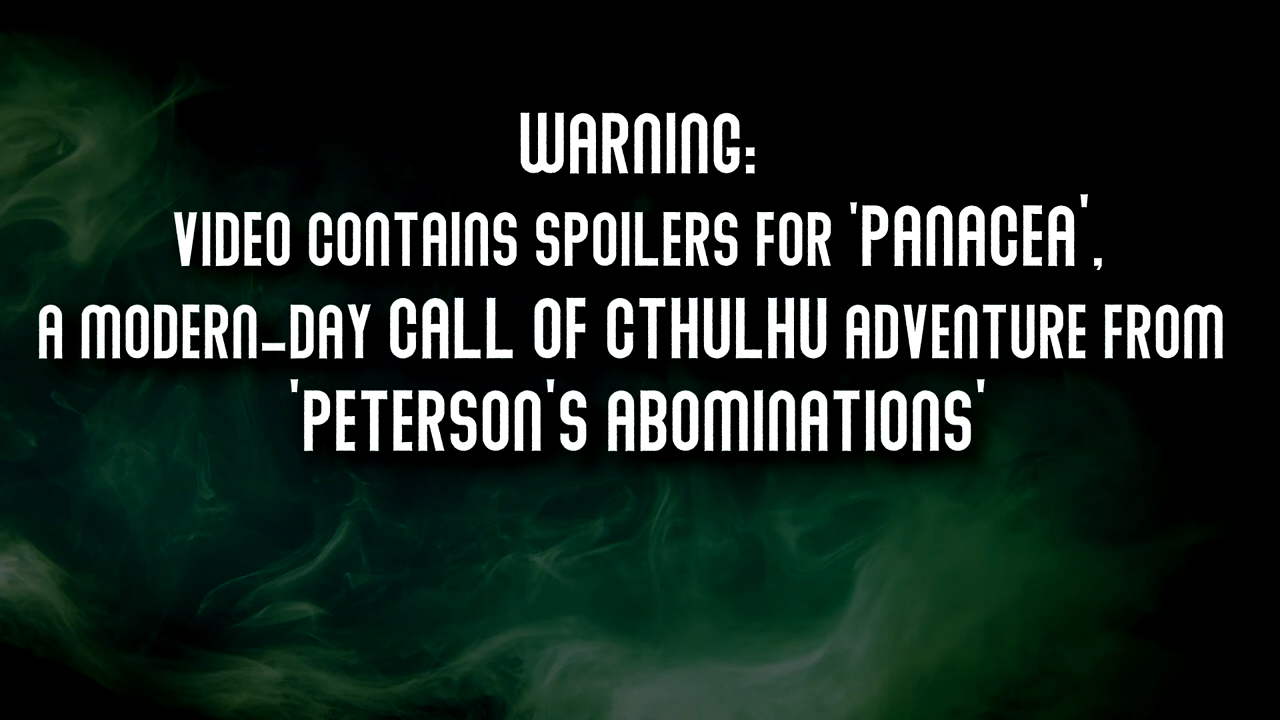 WARNING:
VIDEO CONTAINS SPOILERS FOR 'PANACEA',
A MODERN-DAY CALL OF CTHULHU ADVENTURE FROM
'PETERSON'S ABOMINATIONS'